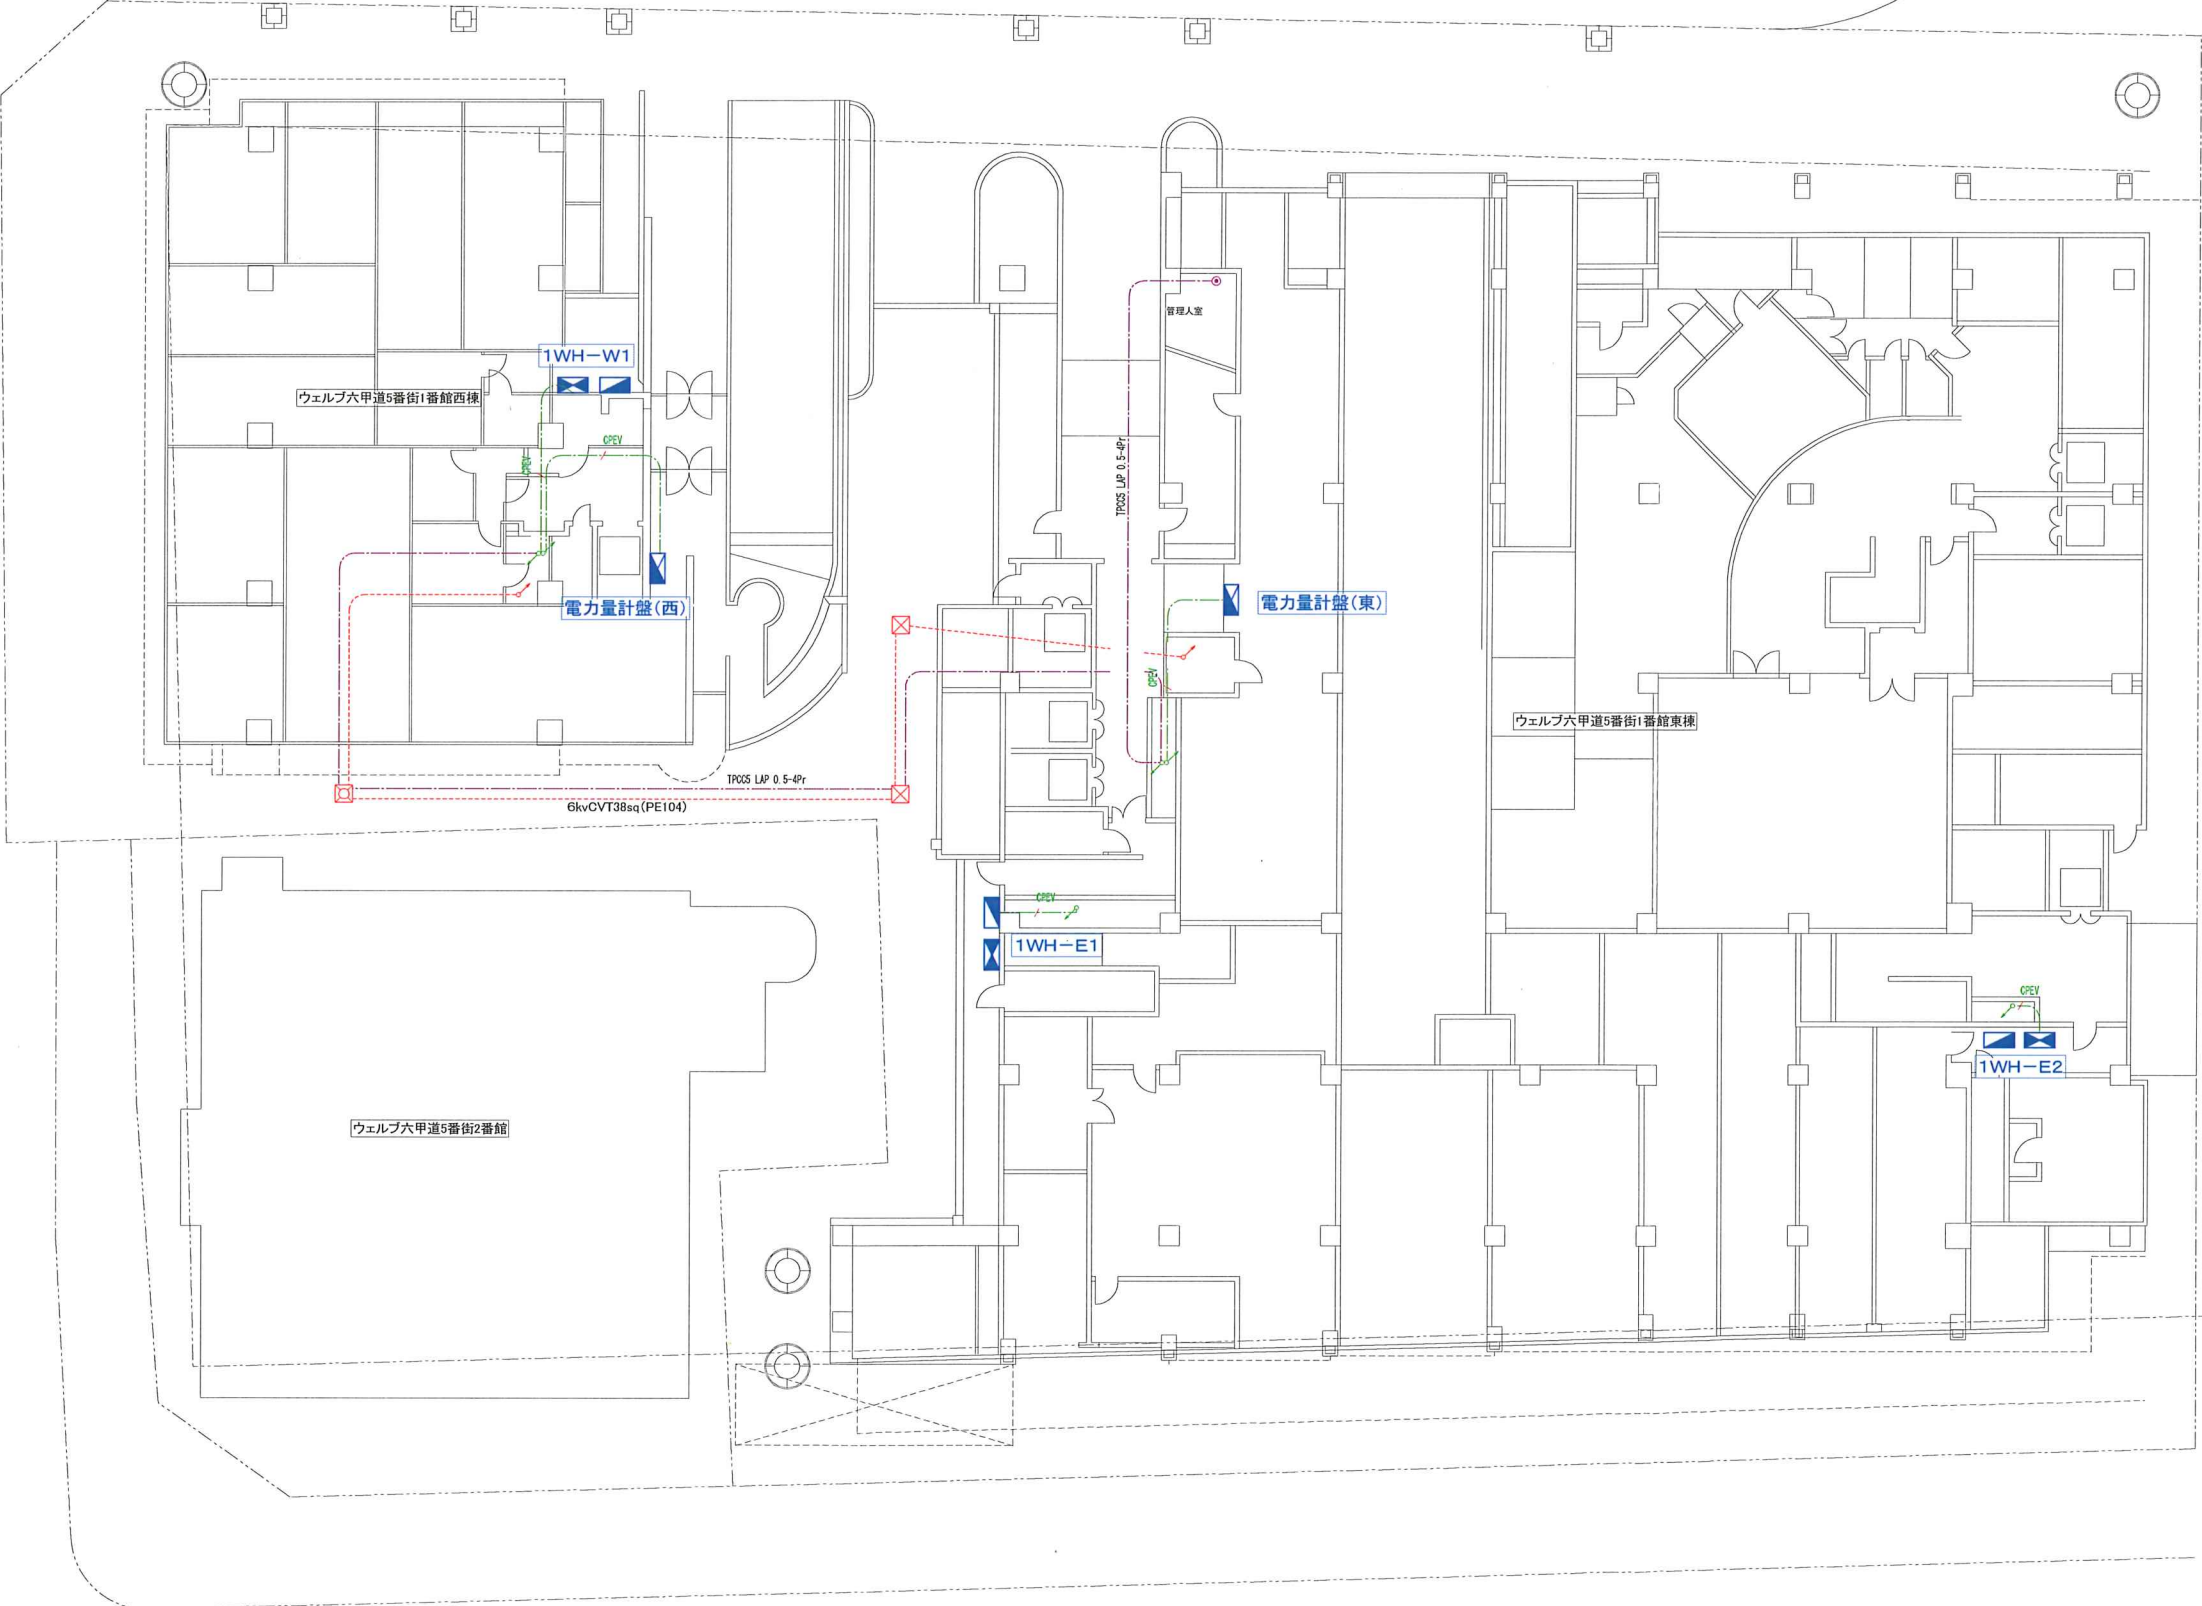 管理人室
1WH－W1
ウェルブ六甲道5番街1番館西棟
CPEV
CPEV
TPCC5 LAP 0.5-4Pr
電力量計盤(西)
電力量計盤(東)
CPEV
ウェルブ六甲道5番街1番館東棟
TPCC5 LAP 0.5-4Pr
6kvCVT38sq(PE104)
CPEV
1WH－E1
CPEV
1WH－E2
ウェルブ六甲道5番街2番館